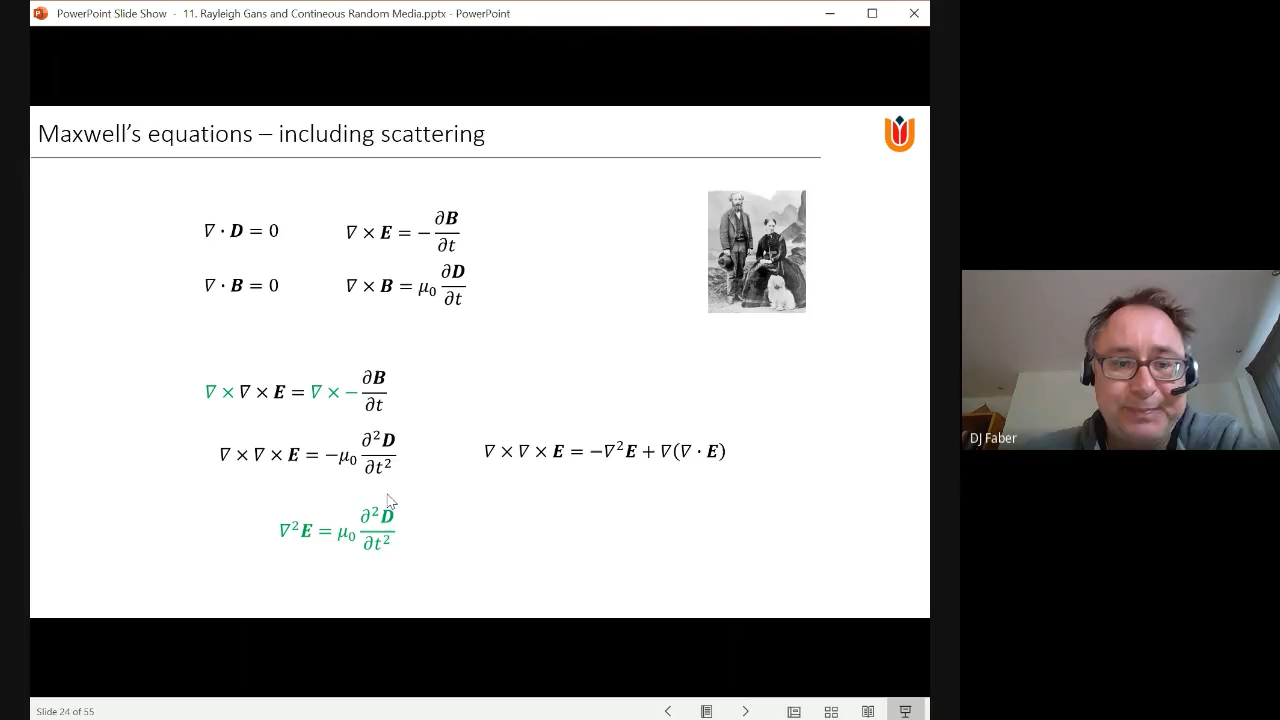 PowerPoint Slide Show - 11. Rayleigh Gans and Contineous Random Media.pptx - PowerPoint
Maxwell's equations – including scattering
∇ · D = 0
∇ × E = −∂B/∂t
∇ · B = 0
∇ × B = μ₀ ∂D/∂t
∇ × ∇ × E = ∇ × −∂B/∂t
∇ × ∇ × E = −μ₀ ∂²D/∂t²
∇ × ∇ × E = −∇²E + ∇(∇ · E)
∇²E = μ₀ ∂²D/∂t²
DJ Faber
Slide 24 of 55